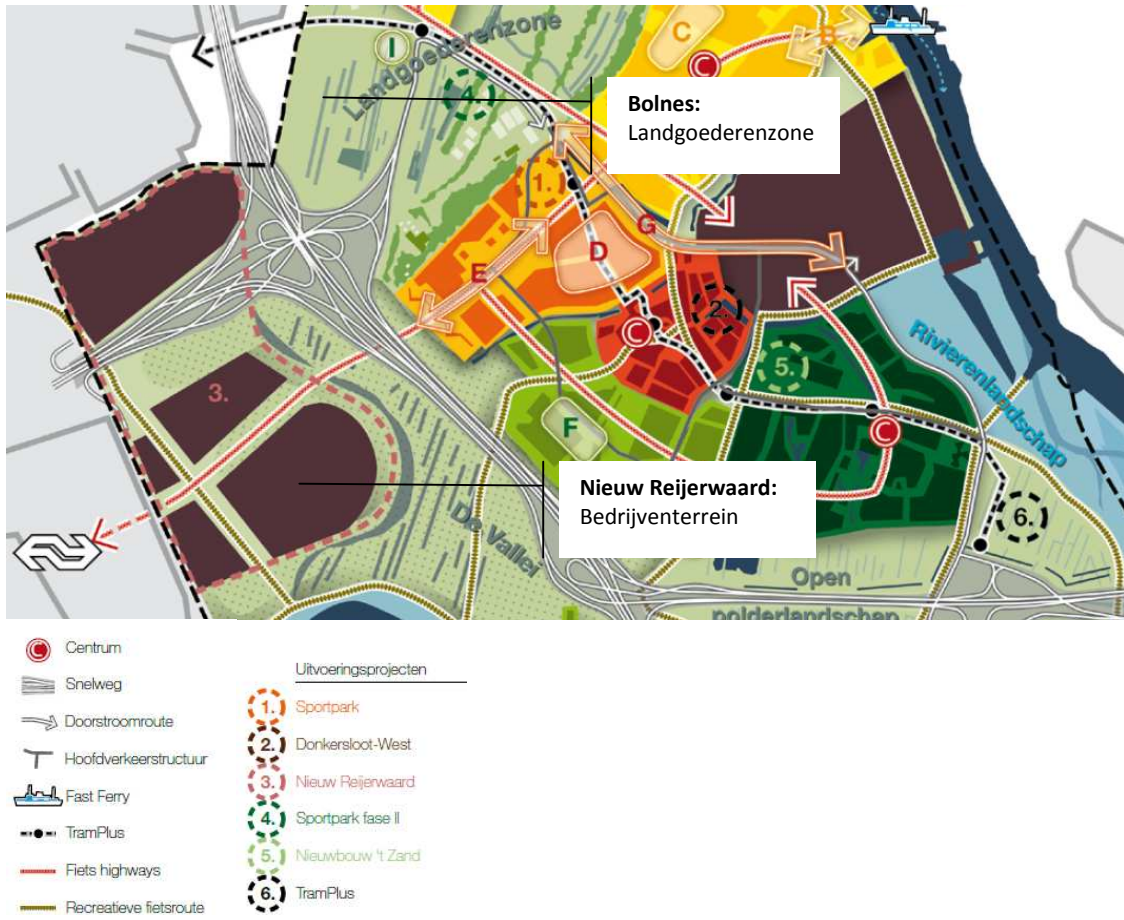 I
Landgoederenzone
4.
C
C
B
Bolnes:
Landgoederenzone
1.
G
D
E
2.
C
5.
Rivierenlandschap
3.
F
C
Nieuw Reijerwaard:
Bedrijventerrein
De Vallei
6.
Open
polderlandschap
C Centrum
Snelweg
Doorstroomroute
Hoofdverkeerstructuur
Fast Ferry
TramPlus
Fiets highways
Recreatieve fietsroute
Uitvoeringsprojecten
1. Sportpark
2. Donkersloot-West
3. Nieuw Reijerwaard
4. Sportpark fase II
5. Nieuwbouw 't Zand
6. TramPlus